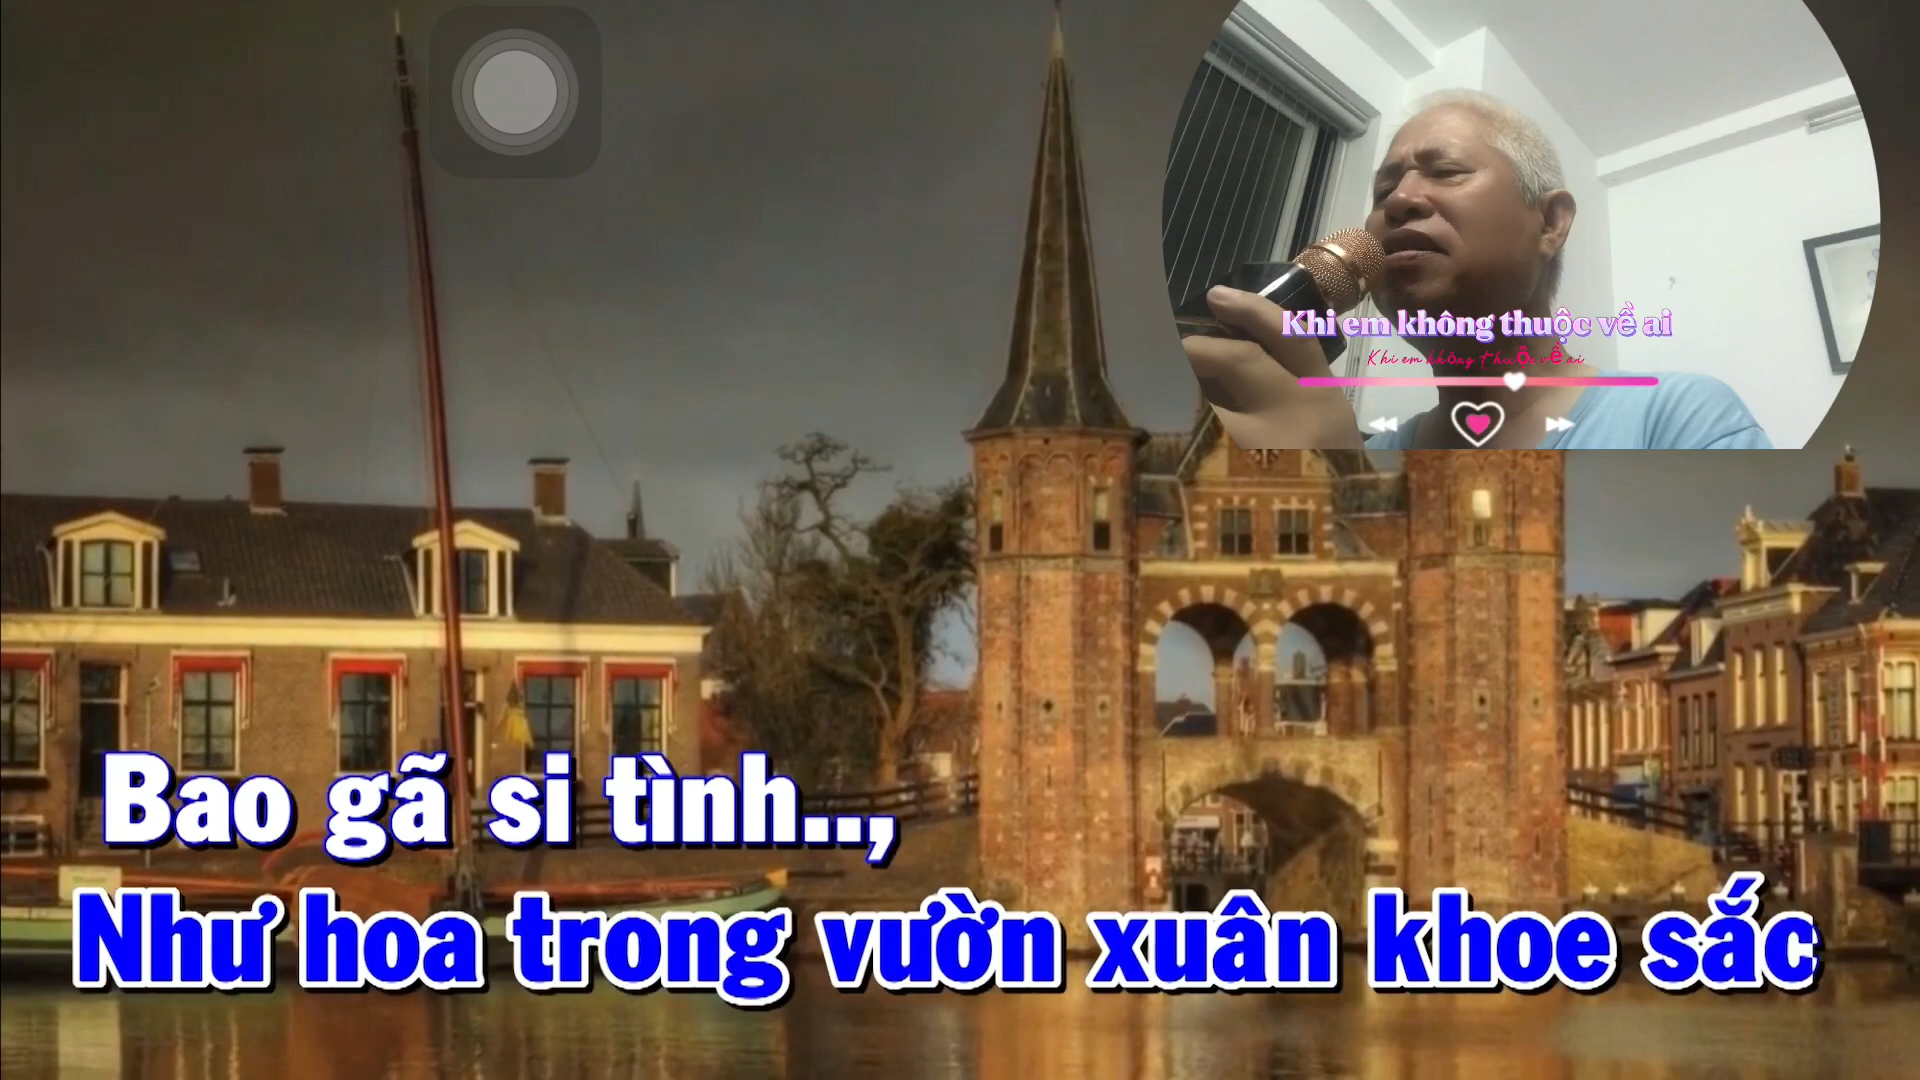 Khi em không thuộc về ai
Khi em không thuộc về ai
Bao gã si tình..,
Như hoa trong vườn xuân khoe sắc